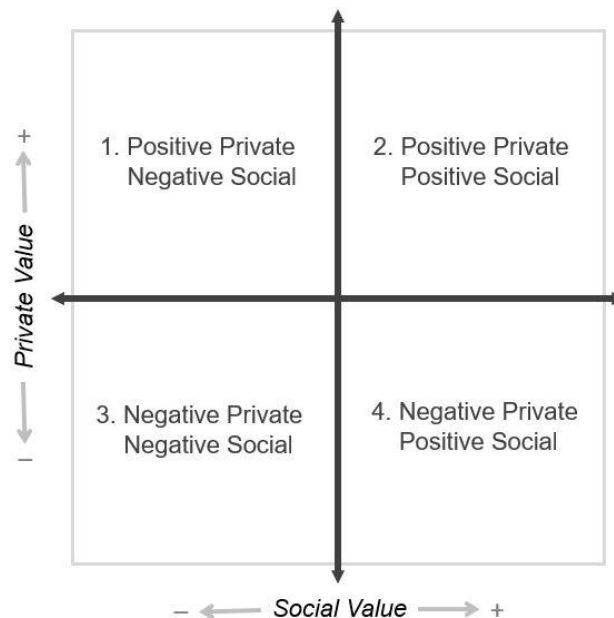 +
1. Positive Private
Negative Social
2. Positive Private
Positive Social
Private Value
3. Negative Private
Negative Social
4. Negative Private
Positive Social
–
– Social Value +